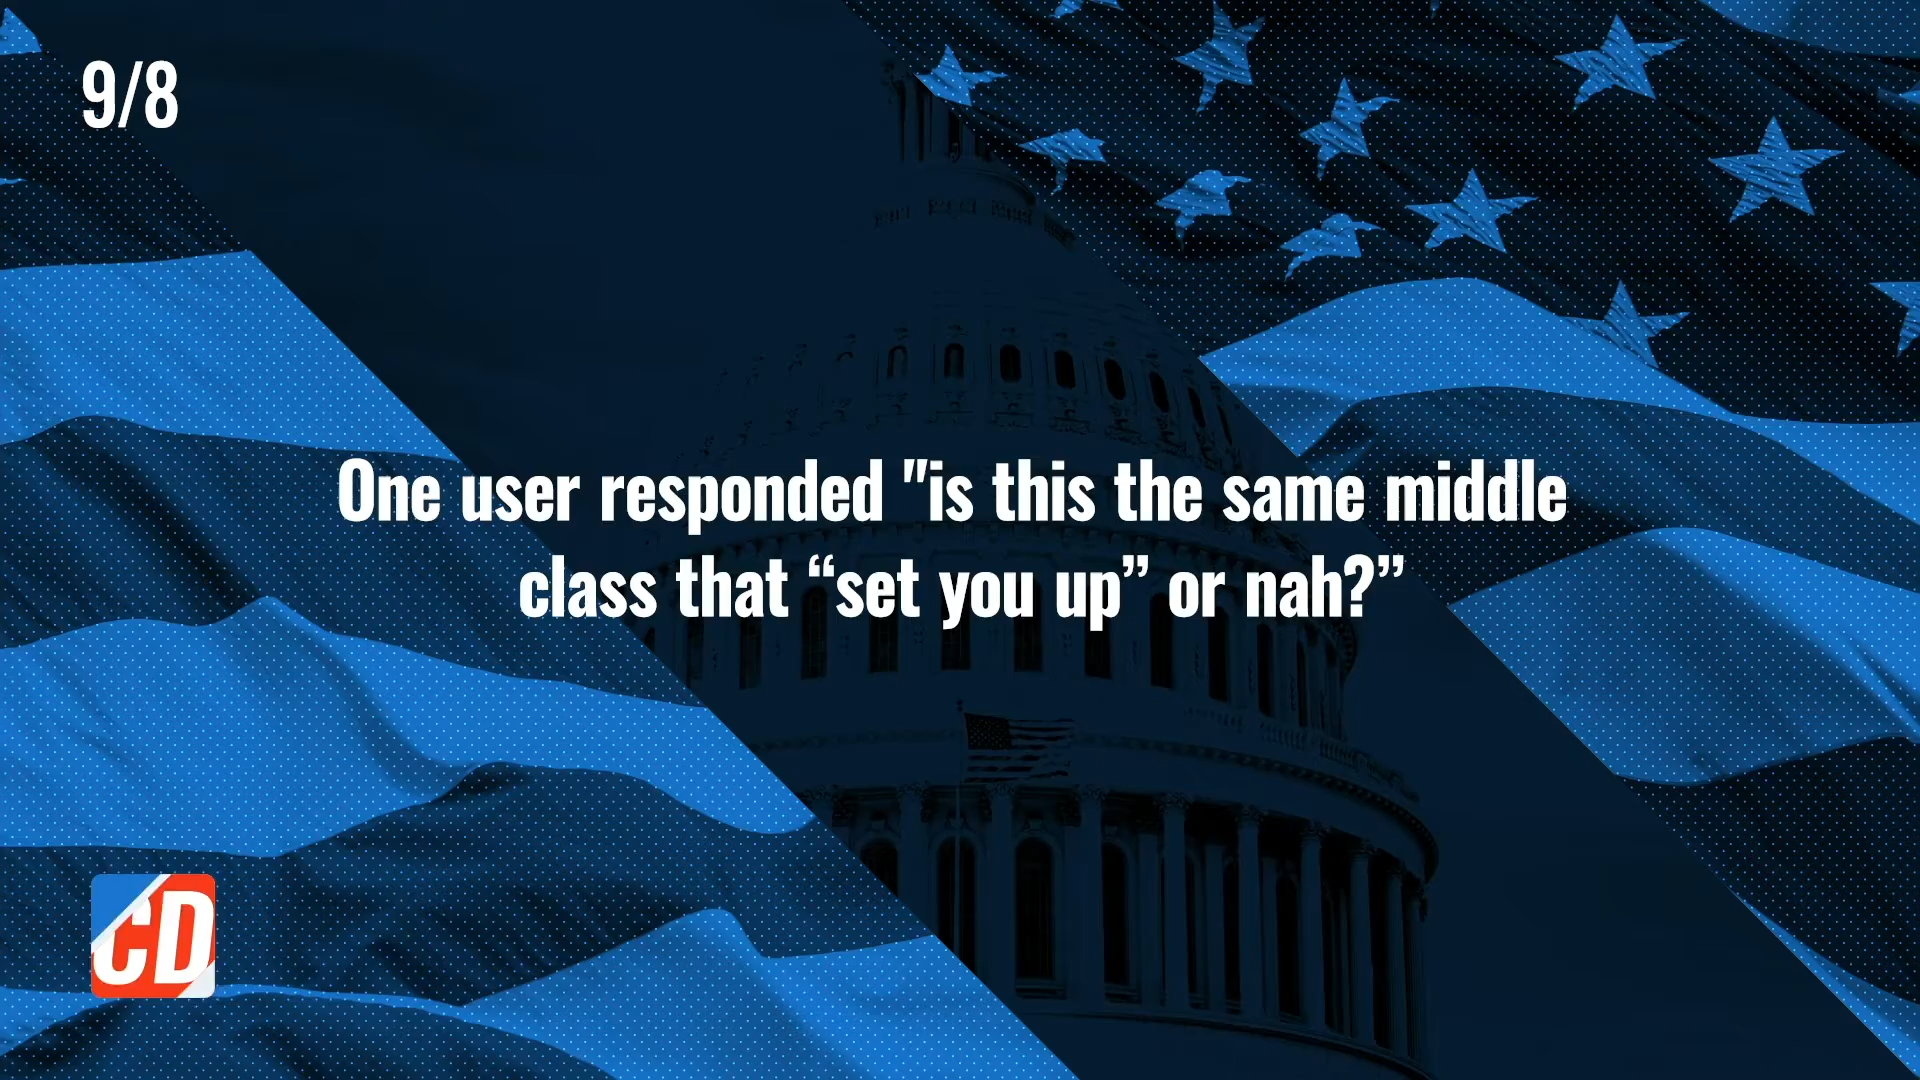 9/8
One user responded "is this the same middle
class that “set you up” or nah?”
CD